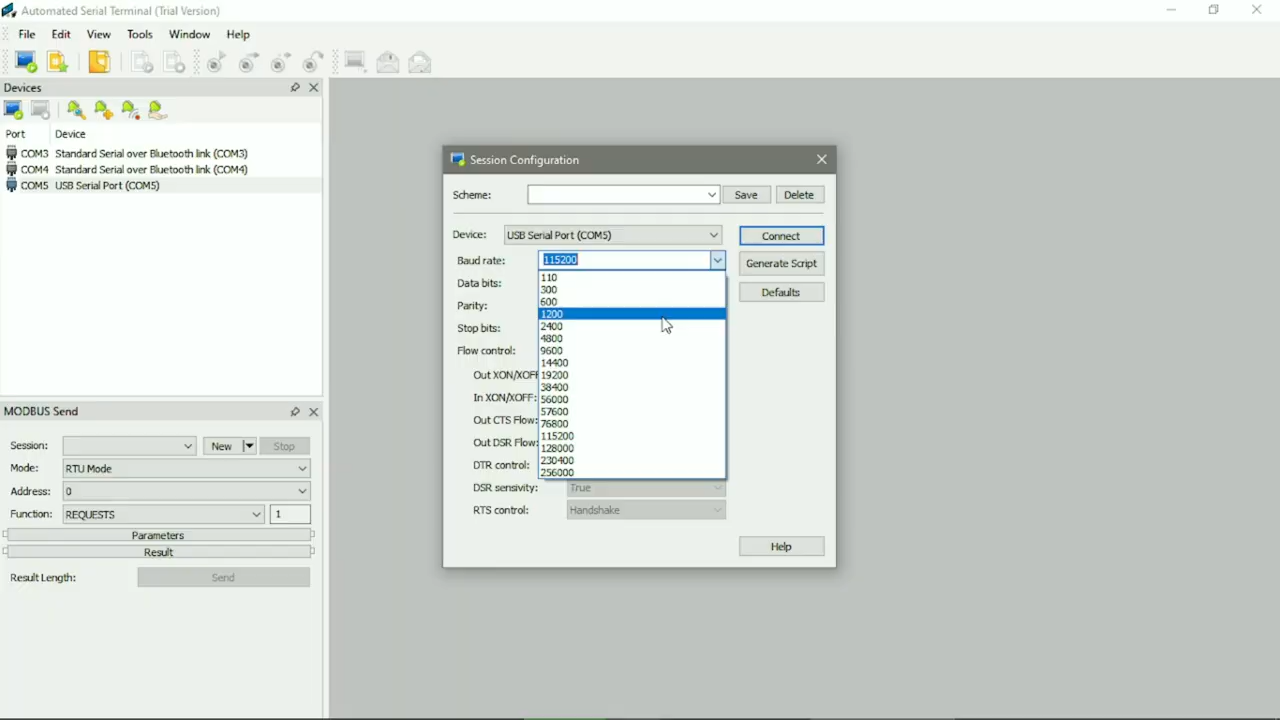 Automated Serial Terminal (Trial Version)
File Edit View Tools Window Help
Devices
Port Device
COM3 Standard Serial over Bluetooth link (COM3)
COM4 Standard Serial over Bluetooth link (COM4)
COM5 USB Serial Port (COM5)
MODBUS Send
Session: New Stop
Mode: RTU Mode
Address: 0
Function: REQUESTS 1
Parameters
Result
Result Length: Send
Session Configuration
Scheme: Save Delete
Device: USB Serial Port (COM5) Connect
Baud rate: 115200 Generate Script
Data bits: Defaults
Parity:
Stop bits:
Flow control:
Out XON/XOFF
In XON/XOFF:
Out CTS Flow:
Out DSR Flow:
DTR control:
DSR sensivity: True
RTS control: Handshake
110
300
600
1200
2400
4800
9600
14400
19200
38400
56000
57600
76800
115200
128000
230400
256000
Help